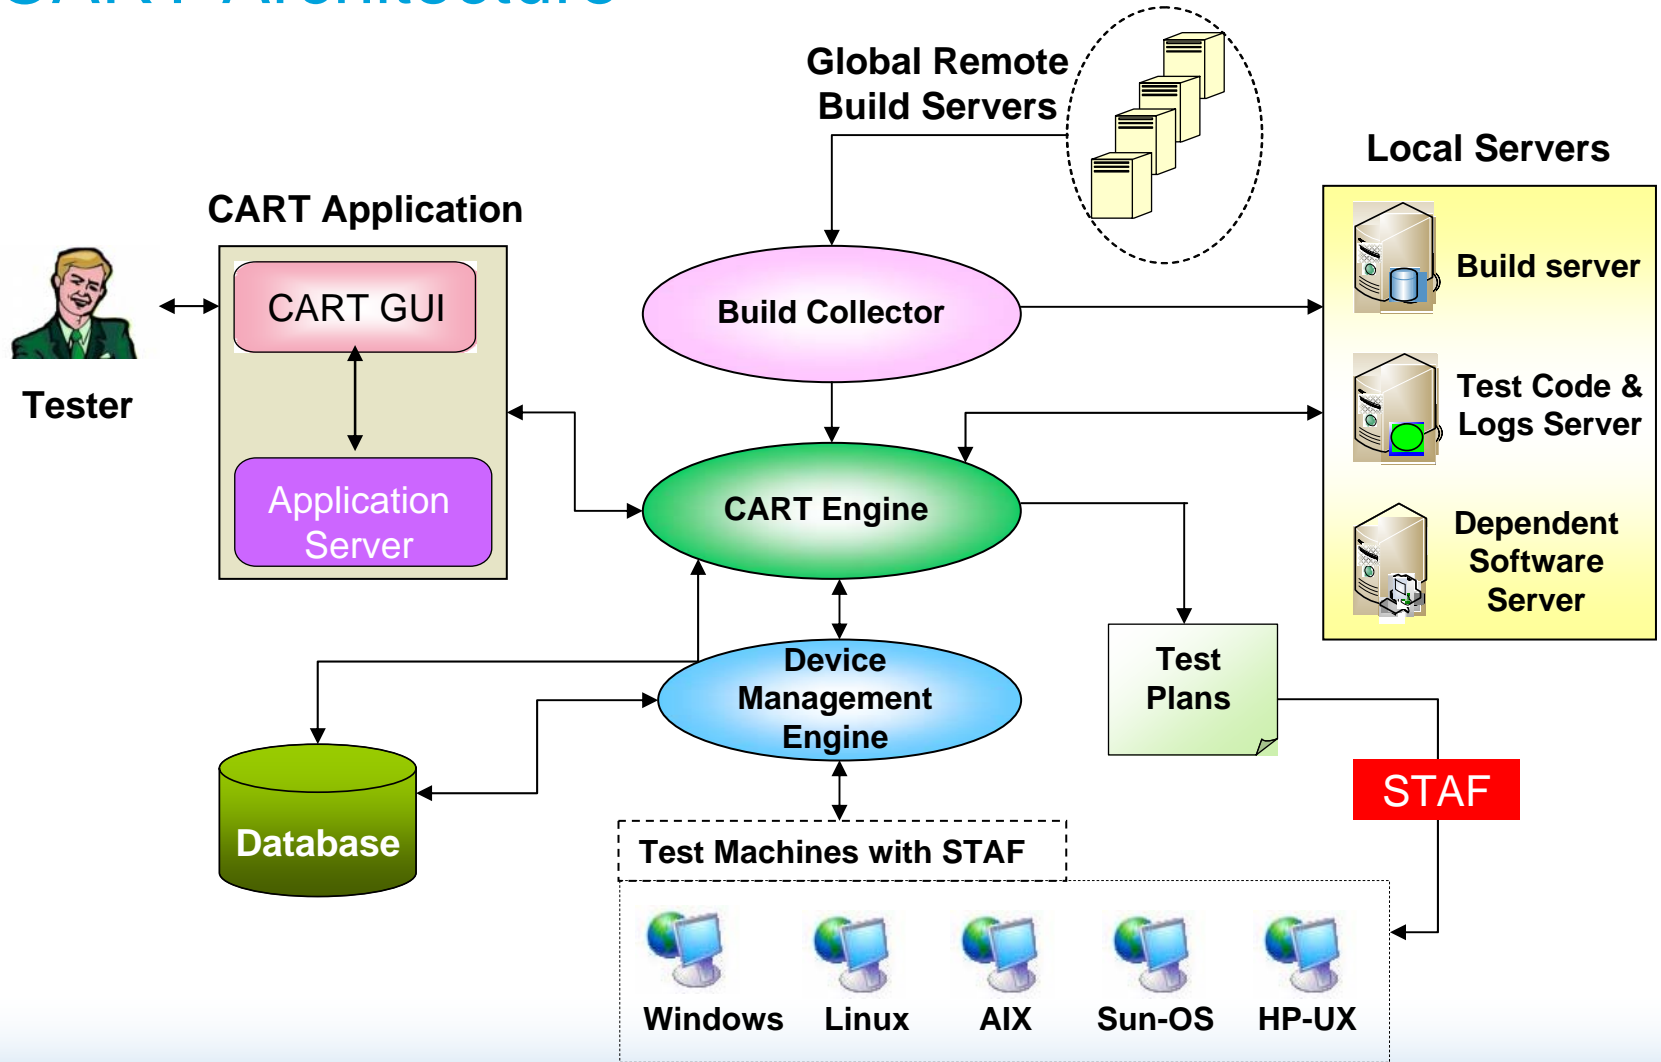 CART Architecture
Global Remote
Build Servers
Local Servers
CART Application
CART GUI
Build Collector
Build server
Tester
Test Code &
Logs Server
Application
Server
CART Engine
Dependent
Software
Server
Device
Management
Engine
Test
Plans
STAF
Database
Test Machines with STAF
Windows
Linux
AIX
Sun-OS
HP-UX